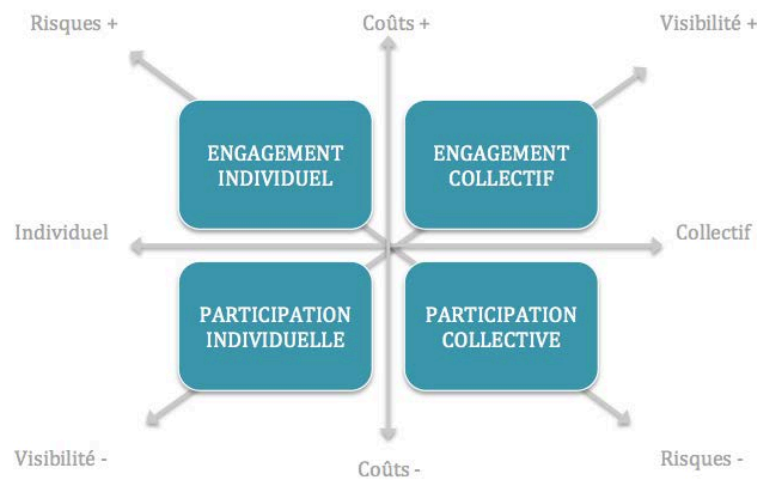 Risques +
Coûts +
Visibilité +
ENGAGEMENT
INDIVIDUEL
ENGAGEMENT
COLLECTIF
Individuel
Collectif
PARTICIPATION
INDIVIDUELLE
PARTICIPATION
COLLECTIVE
Visibilité -
Coûts -
Risques -